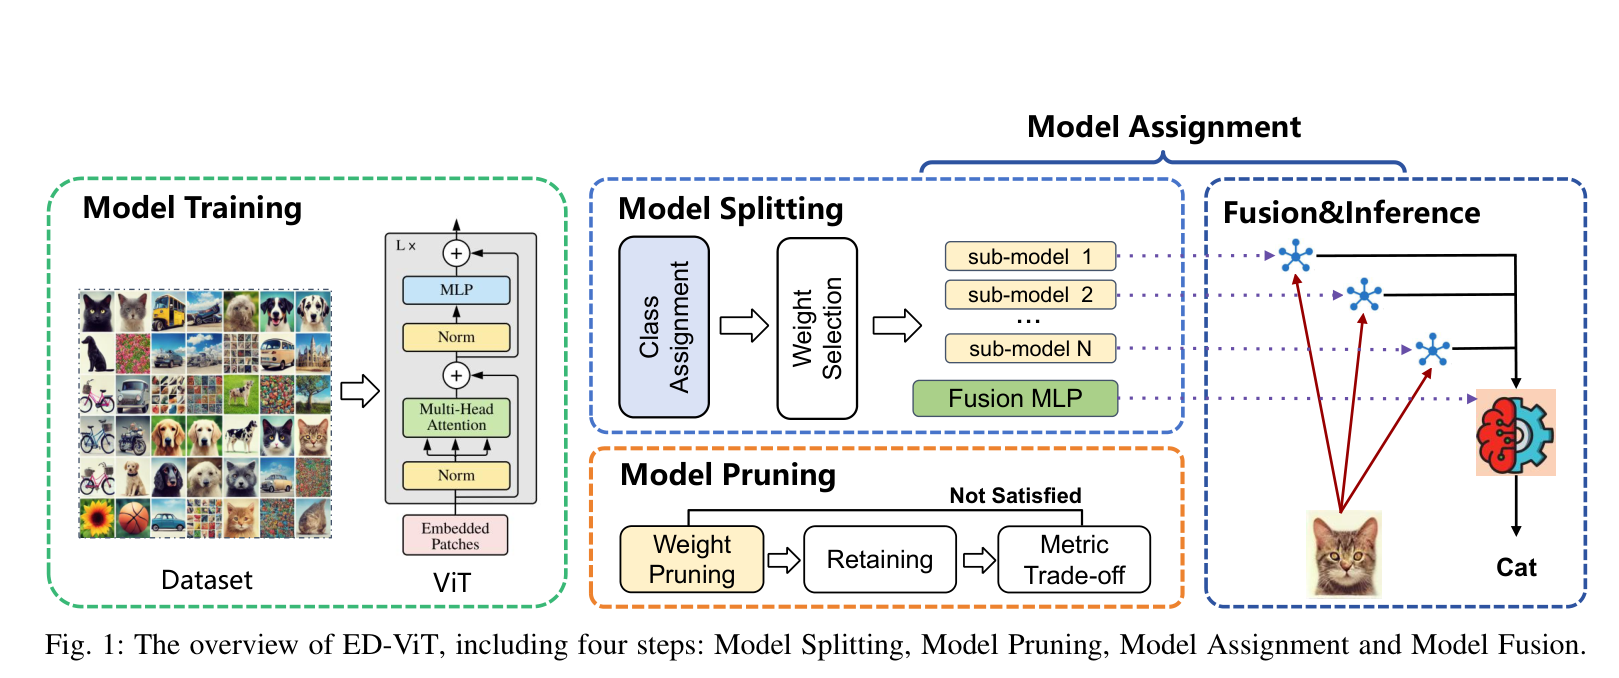 Model Assignment
Model Training
L ×
+
MLP
Norm
+
Multi-Head
Attention
Norm
Embedded
Patches
Dataset
ViT
Model Splitting
Class
Assignment
Weight
Selection
sub-model 1
sub-model 2
...
sub-model N
Fusion MLP
Model Pruning
Not Satisfied
Weight
Pruning
Retaining
Metric
Trade-off
Fusion&Inference
Cat
Fig. 1: The overview of ED-ViT, including four steps: Model Splitting, Model Pruning, Model Assignment and Model Fusion.